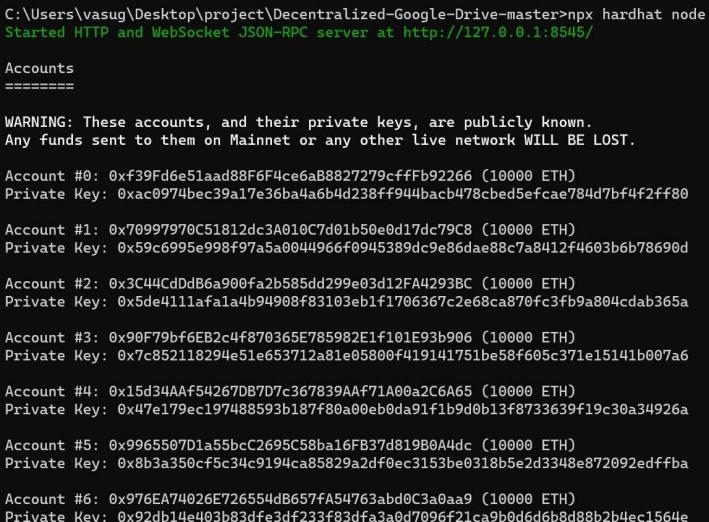 C:\Users\vasug\Desktop\project\Decentralized-Google-Drive-master>npx hardhat node
Started HTTP and WebSocket JSON-RPC server at http://127.0.0.1:8545/
Accounts
========
WARNING: These accounts, and their private keys, are publicly known.
Any funds sent to them on Mainnet or any other live network WILL BE LOST.
Account #0: 0xf39Fd6e51aad88F6F4ce6aB8827279cffFb92266 (10000 ETH)
Private Key: 0xac0974bec39a17e36ba4a6b4d238ff944bacb478cbed5efcae784d7bf4f2ff80
Account #1: 0x70997970C51812dc3A010C7d01b50e0d17dc79C8 (10000 ETH)
Private Key: 0x59c6995e998f97a5a0044966f0945389dc9e86dae88c7a8412f4603b6b78690d
Account #2: 0x3C44CdDdB6a900fa2b585dd299e03d12FA4293BC (10000 ETH)
Private Key: 0x5de4111afa1a4b94908f83103eb1f1706367c2e68ca870fc3fb9a804cdab365a
Account #3: 0x90F79bf6EB2c4f870365E785982E1f101E93b906 (10000 ETH)
Private Key: 0x7c852118294e51e653712a81e05800f419141751be58f605c371e15141b007a6
Account #4: 0x15d34AAf54267DB7D7c367839AAf71A00a2C6A65 (10000 ETH)
Private Key: 0x47e179ec197488593b187f80a00eb0da91f1b9d0b13f8733639f19c30a34926a
Account #5: 0x9965507D1a55bcC2695C58ba16FB37d819B0A4dc (10000 ETH)
Private Key: 0x8b3a350cf5c34c9194ca85829a2df0ec3153be0318b5e2d3348e872092edffba
Account #6: 0x976EA74026E726554dB657fA54763abd0C3a0aa9 (10000 ETH)
Private Key: 0x92db14e403b83dfe3df233f83dfa3a0d7096f21ca9b0d6d6b8d88b2b4ec1564e